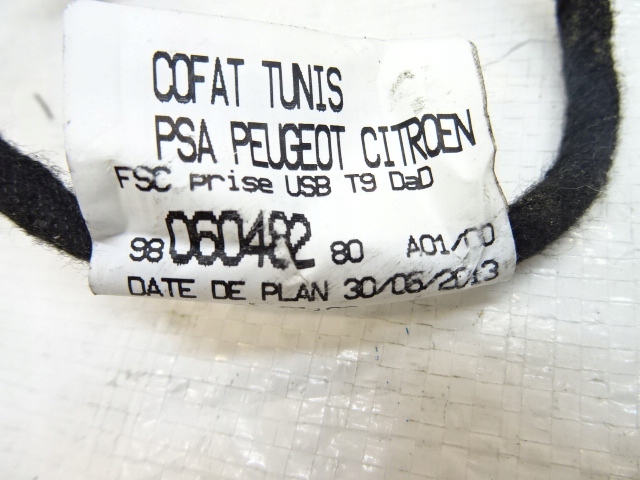 COFAT TUNIS
PSA PEUGEOT CITROEN
FSC prise USB T9 DaD
98 060482 80 A01/00
DATE DE PLAN 30/06/2013